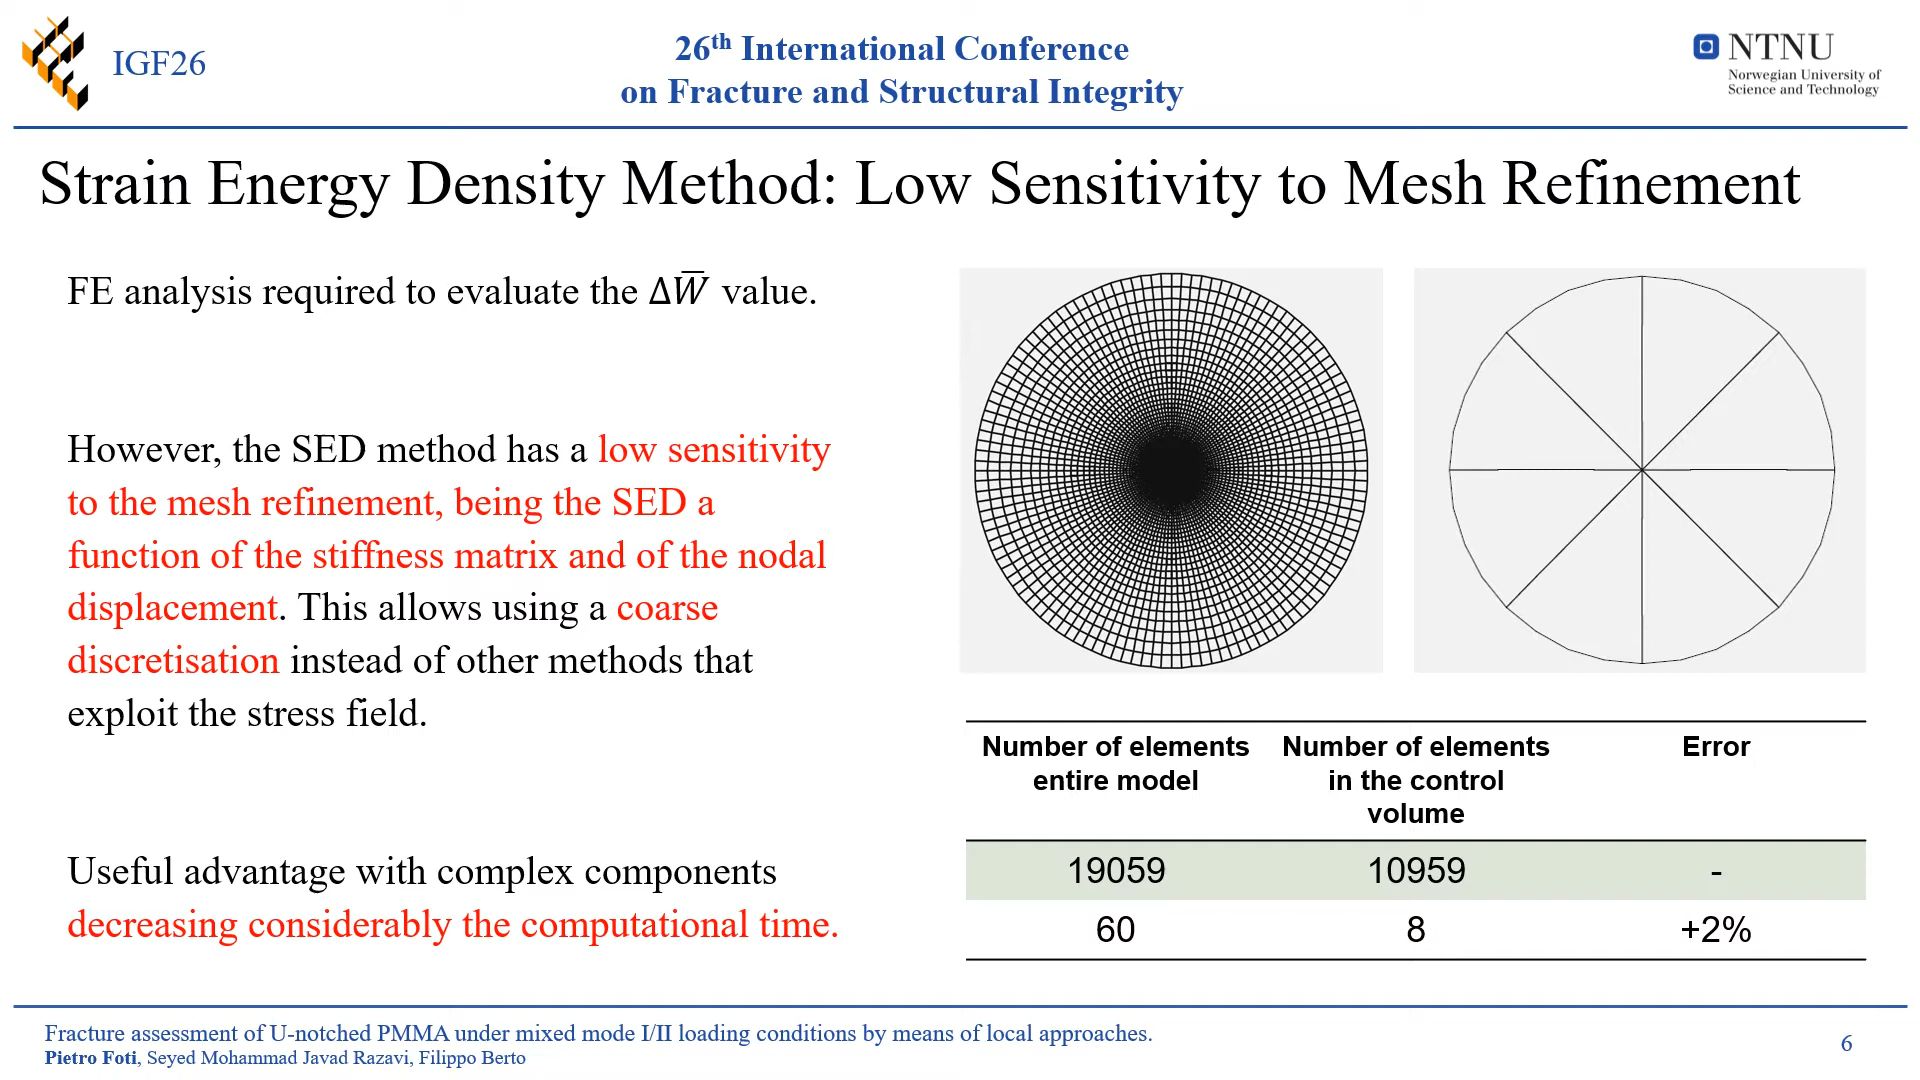 IGF26
26th International Conference
on Fracture and Structural Integrity
NTNU
Norwegian University of
Science and Technology
Strain Energy Density Method: Low Sensitivity to Mesh Refinement
FE analysis required to evaluate the ΔW̅ value.
However, the SED method has a low sensitivity
to the mesh refinement, being the SED a
function of the stiffness matrix and of the nodal
displacement. This allows using a coarse
discretisation instead of other methods that
exploit the stress field.
Useful advantage with complex components
decreasing considerably the computational time.
Number of elements entire model | Number of elements in the control volume | Error
19059 | 10959 | -
60 | 8 | +2%
Fracture assessment of U-notched PMMA under mixed mode I/II loading conditions by means of local approaches.
Pietro Foti, Seyed Mohammad Javad Razavi, Filippo Berto
6